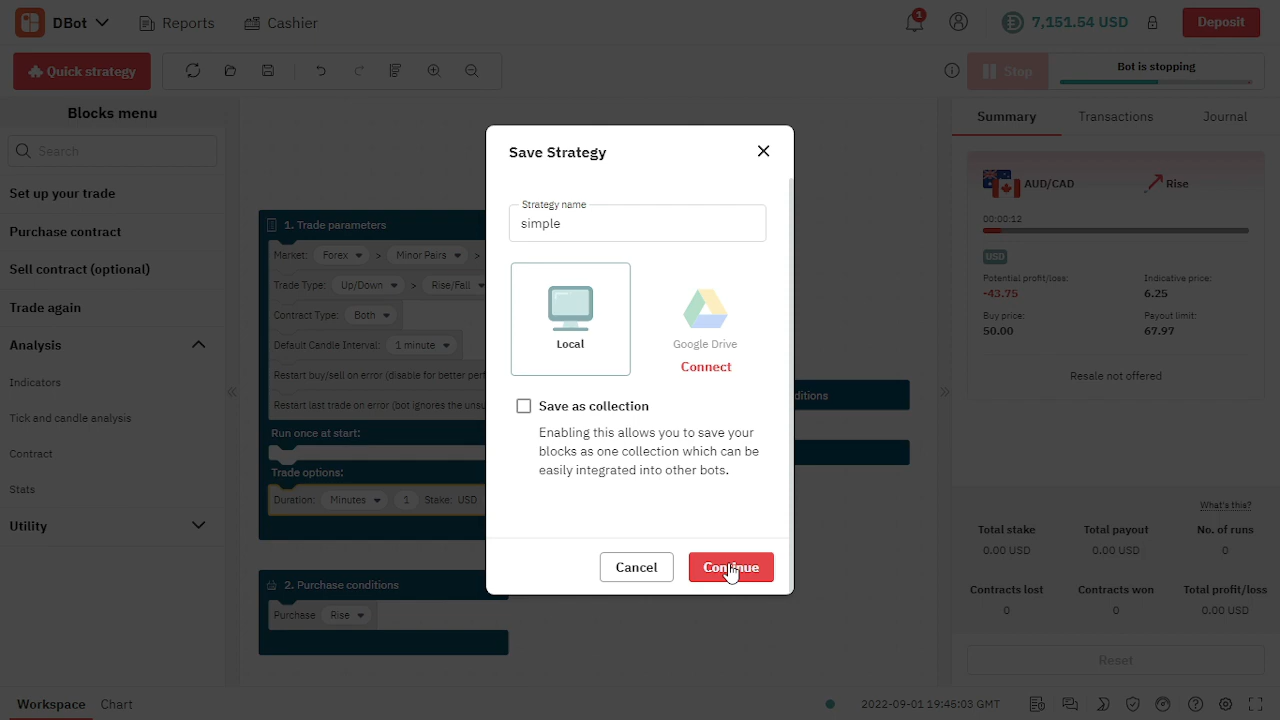 DBot
Reports
Cashier
1
7,151.54 USD
Deposit
Quick strategy
Stop
Bot is stopping
Blocks menu
Search
Set up your trade
Purchase contract
Sell contract (optional)
Trade again
Analysis
Indicators
Tick and candle analysis
Contract
Stats
Utility
1. Trade parameters
Market: Forex > Minor Pairs >
Trade Type: Up/Down > Rise/Fall
Contract Type: Both
Default Candle Interval: 1 minute
Restart buy/sell on error (disable for better
Restart last trade on error (bot ignores the
Run once at start:
Trade options:
Duration: Minutes 1 Stake: USD
2. Purchase conditions
Purchase Rise
Save Strategy
Strategy name
simple
Local
Google Drive
Connect
Save as collection
Enabling this allows you to save your
blocks as one collection which can be
easily integrated into other bots.
Cancel
Continue
Summary
Transactions
Journal
AUD/CAD
Rise
00:00:12
USD
Potential profit/loss:
Indicative price:
-43.75
6.25
Buy price:
Payout limit:
50.00
67.97
Resale not offered
What's this?
Total stake
Total payout
No. of runs
0.00 USD
0.00 USD
0
Contracts lost
Contracts won
Total profit/loss
0
0
0.00 USD
Reset
Workspace
Chart
2022-09-01 19:45:03 GMT